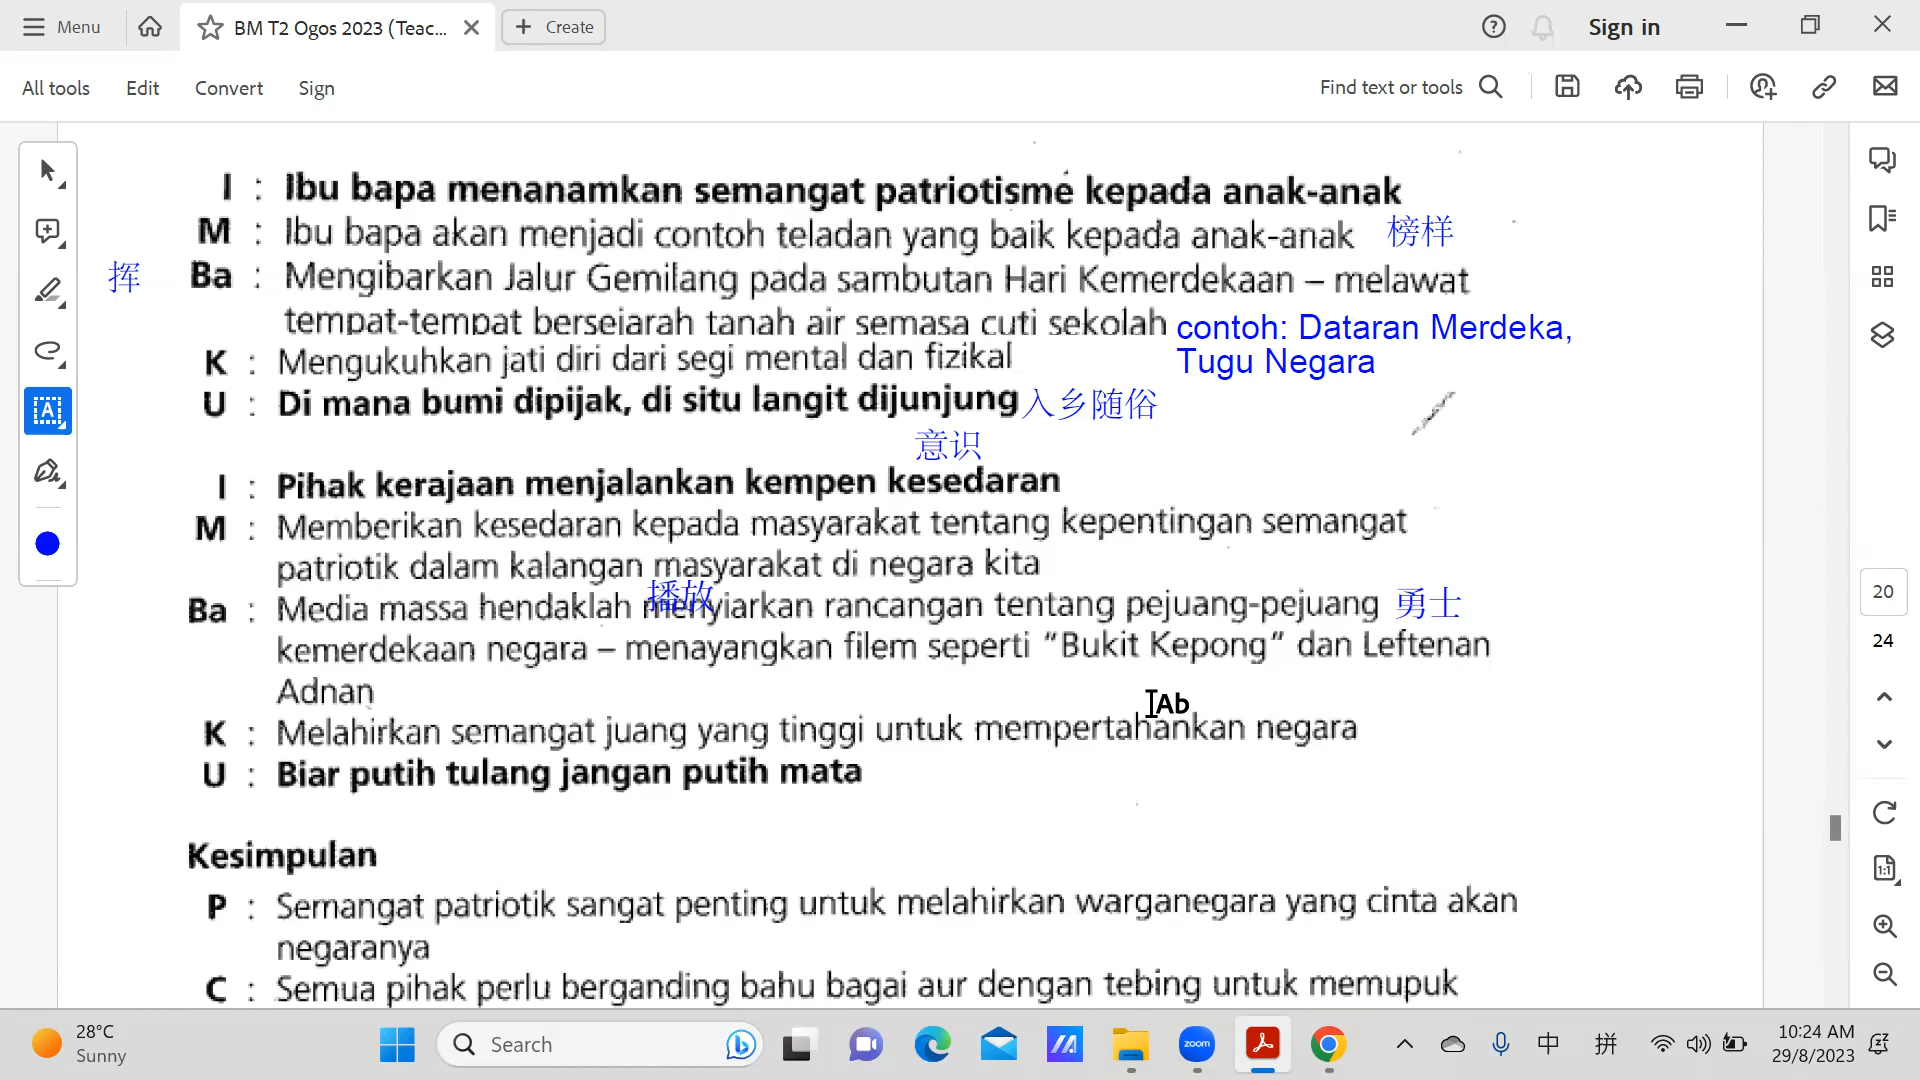 Menu
BM T2 Ogos 2023 (Teac...
Create
Sign in
All tools
Edit
Convert
Sign
Find text or tools
I : Ibu bapa menanamkan semangat patriotisme kepada anak-anak
M : Ibu bapa akan menjadi contoh teladan yang baik kepada anak-anak 榜样
挥 Ba : Mengibarkan Jalur Gemilang pada sambutan Hari Kemerdekaan – melawat
tempat-tempat bersejarah tanah air semasa cuti sekolah contoh: Dataran Merdeka,
Tugu Negara
K : Mengukuhkan jati diri dari segi mental dan fizikal
U : Di mana bumi dipijak, di situ langit dijunjung 入乡随俗
意识
I : Pihak kerajaan menjalankan kempen kesedaran
M : Memberikan kesedaran kepada masyarakat tentang kepentingan semangat
patriotik dalam kalangan masyarakat di negara kita
播放
Ba : Media massa hendaklah menyiarkan rancangan tentang pejuang-pejuang 勇士
kemerdekaan negara – menayangkan filem seperti "Bukit Kepong" dan Leftenan
Adnan
Ab
K : Melahirkan semangat juang yang tinggi untuk mempertahankan negara
U : Biar putih tulang jangan putih mata
Kesimpulan
P : Semangat patriotik sangat penting untuk melahirkan warganegara yang cinta akan
negaranya
C : Semua pihak perlu berganding bahu bagai aur dengan tebing untuk memupuk
20
24
1:1
28°C
Sunny
Search
zoom
中
拼
10:24 AM
29/8/2023